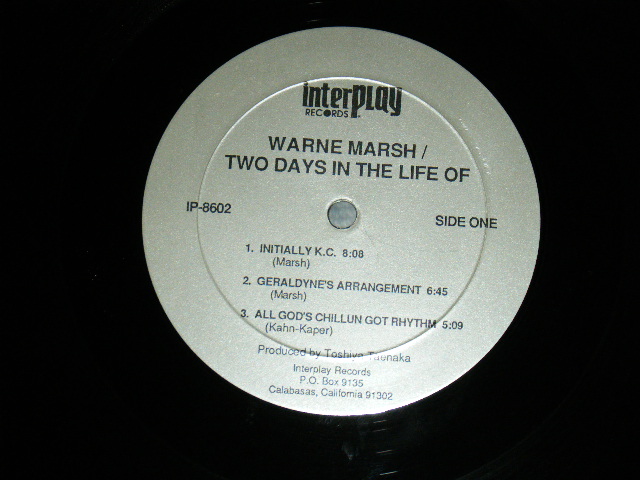 interplay
RECORDS
WARNE MARSH /
TWO DAYS IN THE LIFE OF
IP-8602
SIDE ONE
1. INITIALLY K.C. 8:08
(Marsh)
2. GERALDYNE'S ARRANGEMENT 6:45
(Marsh)
3. ALL GOD'S CHILLUN GOT RHYTHM 5:09
(Kahn-Kaper)
Produced by Toshiya Taenaka
Interplay Records
P.O. Box 9135
Calabasas, California 91302